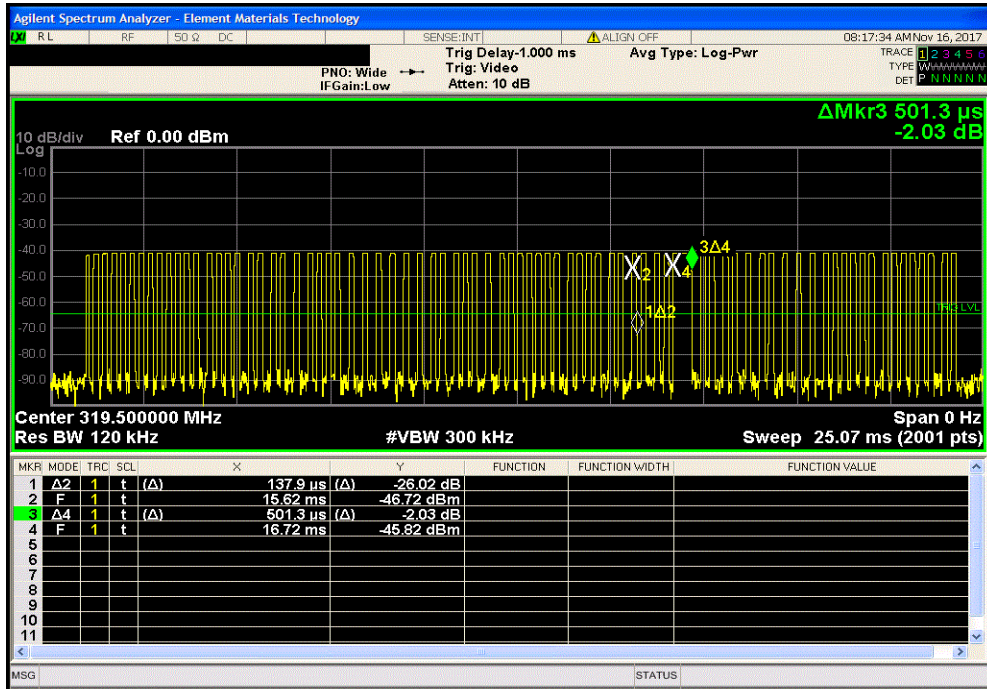 Agilent Spectrum Analyzer - Element Materials Technology
LXI RL RF 50 Ω DC SENSE:INT ALIGN OFF 08:17:34 AM Nov 16, 2017
Trig Delay-1.000 ms Avg Type: Log-Pwr TRACE 1 2 3 4 5 6
PNO: Wide Trig: Video TYPE WWWWWW
IFGain:Low Atten: 10 dB DET P N N N N N
ΔMkr3 501.3 µs
10 dB/div Ref 0.00 dBm -2.03 dB
Log
-10.0
-20.0
-30.0
-40.0 3Δ4
-50.0 2 4
-60.0 1Δ2 TRIG LVL
-70.0
-80.0
-90.0
Center 319.500000 MHz Span 0 Hz
Res BW 120 kHz #VBW 300 kHz Sweep 25.07 ms (2001 pts)
MKR MODE TRC SCL X Y FUNCTION FUNCTION WIDTH FUNCTION VALUE
1 Δ2 1 t (Δ) 137.9 µs (Δ) -26.02 dB
2 F 1 t 15.62 ms -46.72 dBm
3 Δ4 1 t (Δ) 501.3 µs (Δ) -2.03 dB
4 F 1 t 16.72 ms -45.82 dBm
5
6
7
8
9
10
11
MSG STATUS